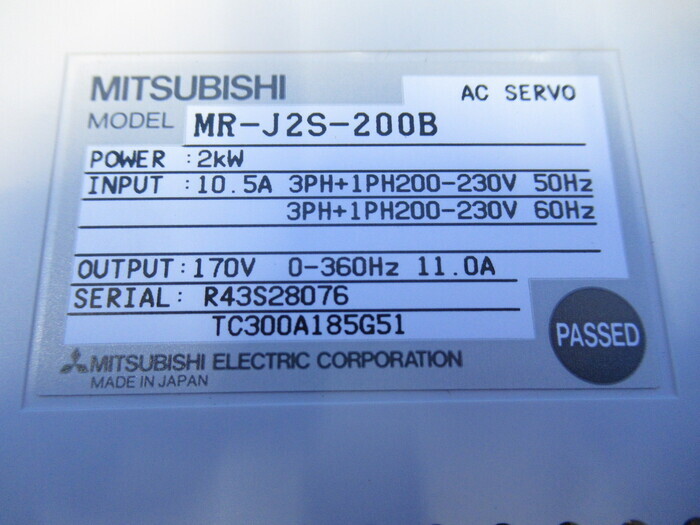 MITSUBISHI
AC SERVO
MODEL MR-J2S-200B
POWER :2kW
INPUT :10.5A 3PH+1PH200-230V 50Hz
3PH+1PH200-230V 60Hz
OUTPUT:170V 0-360Hz 11.0A
SERIAL: R43S28076
TC300A185G51
PASSED
MITSUBISHI ELECTRIC CORPORATION
MADE IN JAPAN